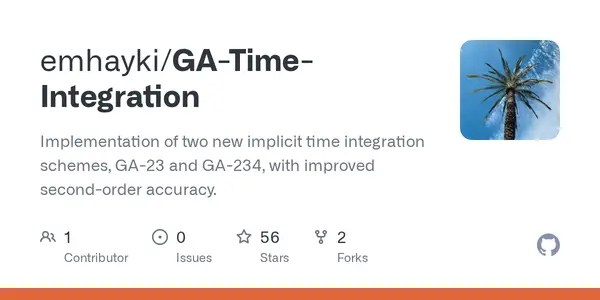 emhayki/GA-Time-
Integration
Implementation of two new implicit time integration
schemes, GA-23 and GA-234, with improved
second-order accuracy.
1
Contributor
0
Issues
56
Stars
2
Forks